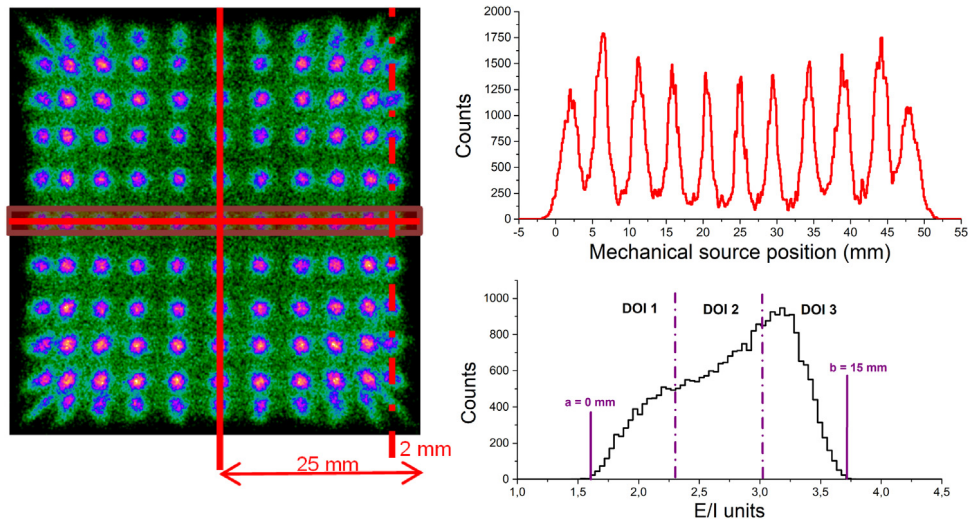 2 mm
25 mm
Counts
2000
1750
1500
1250
1000
750
500
250
0
-5 0 5 10 15 20 25 30 35 40 45 50 55
Mechanical source position (mm)
Counts
1000
800
600
400
200
0
DOI 1 DOI 2 DOI 3
a = 0 mm
b = 15 mm
1,0 1,5 2,0 2,5 3,0 3,5 4,0 4,5
E/I units